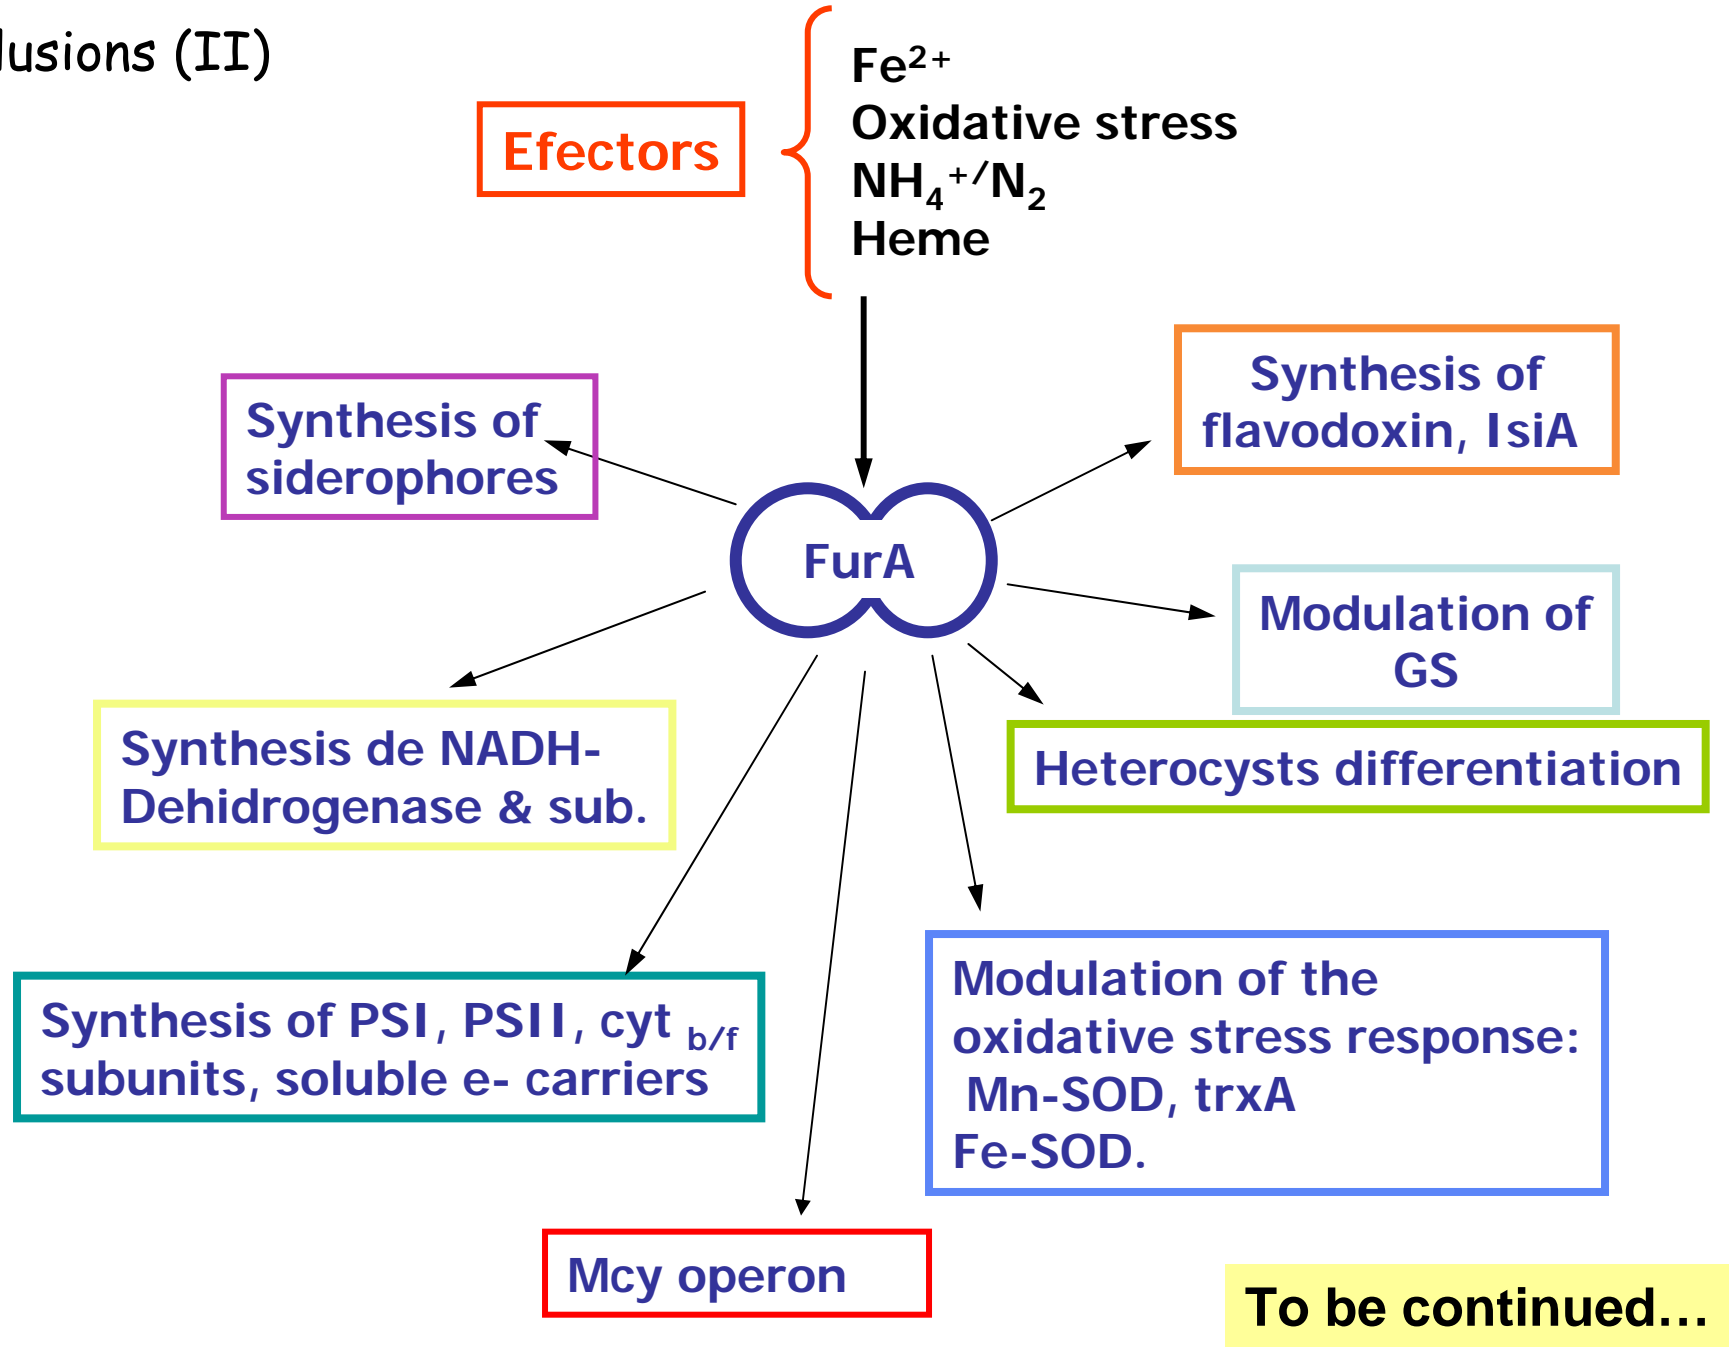 lusions (II)
Efectors
Fe²⁺
Oxidative stress
NH₄⁺/N₂
Heme
Synthesis of
siderophores
Synthesis of
flavodoxin, IsiA
FurA
Modulation of
GS
Synthesis de NADH-
Dehidrogenase & sub.
Heterocysts differentiation
Synthesis of PSI, PSII, cyt b/f
subunits, soluble e- carriers
Modulation of the
oxidative stress response:
Mn-SOD, trxA
Fe-SOD.
Mcy operon
To be continued…